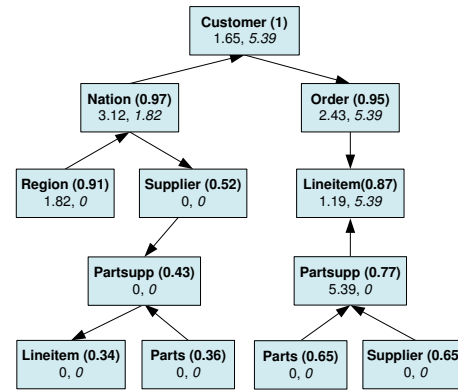 Customer (1)
1.65, 5.39
Nation (0.97)
3.12, 1.82
Order (0.95)
2.43, 5.39
Region (0.91)
1.82, 0
Supplier (0.52)
0, 0
Lineitem(0.87)
1.19, 5.39
Partsupp (0.43)
0, 0
Partsupp (0.77)
5.39, 0
Lineitem (0.34)
0, 0
Parts (0.36)
0, 0
Parts (0.65)
0, 0
Supplier (0.65)
0, 0